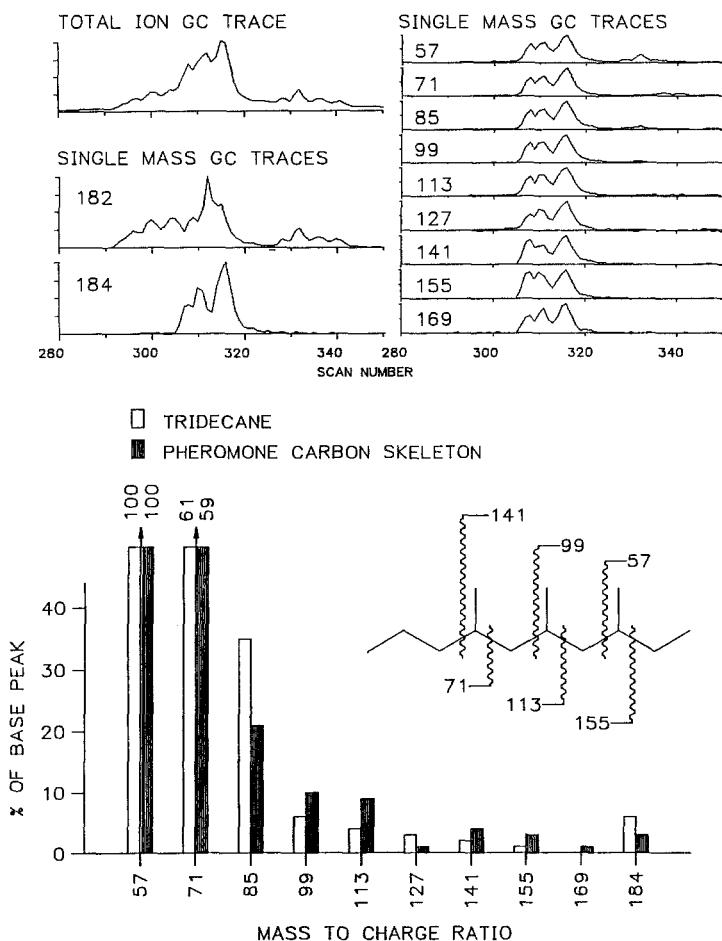 TOTAL ION GC TRACE
SINGLE MASS GC TRACES
182
184
280 300 320 340
SINGLE MASS GC TRACES
57
71
85
99
113
127
141
155
169
280 300 320 340
SCAN NUMBER
TRIDECANE
PHEROMONE CARBON SKELETON
100
100
61
59
141
99
57
71
113
155
% OF BASE PEAK
40
30
20
10
0
57 71 85 99 113 127 141 155 169 184
MASS TO CHARGE RATIO